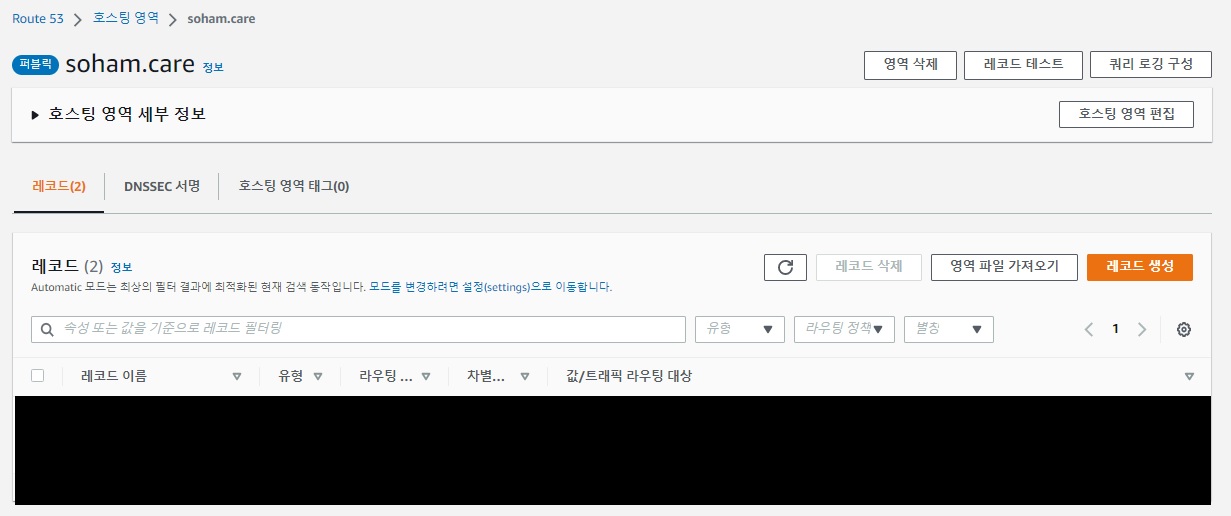 Route 53 > 호스팅 영역 > soham.care
퍼블릭 soham.care 정보 영역 삭제 레코드 테스트 쿼리 로깅 구성
▶ 호스팅 영역 세부 정보 호스팅 영역 편집
레코드(2) DNSSEC 서명 호스팅 영역 태그(0)
레코드 (2) 정보 레코드 삭제 영역 파일 가져오기 레코드 생성
Automatic 모드는 최상의 필터 결과에 최적화된 현재 검색 동작입니다. 모드를 변경하려면 설정(settings)으로 이동합니다.
속성 또는 값을 기준으로 레코드 필터링 유형 라우팅 정책 별칭 1
레코드 이름 유형 라우팅 ... 차별... 값/트래픽 라우팅 대상